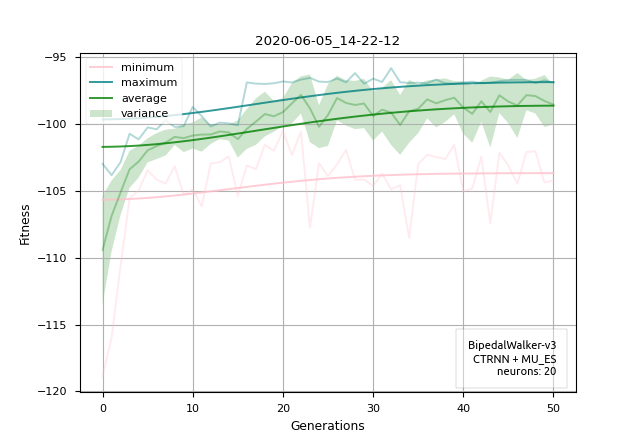 2020-06-05_14-22-12
minimum
maximum
average
variance
−95
−100
−105
−110
−115
−120
Fitness
BipedalWalker-v3
CTRNN + MU_ES
neurons: 20
0 10 20 30 40 50
Generations